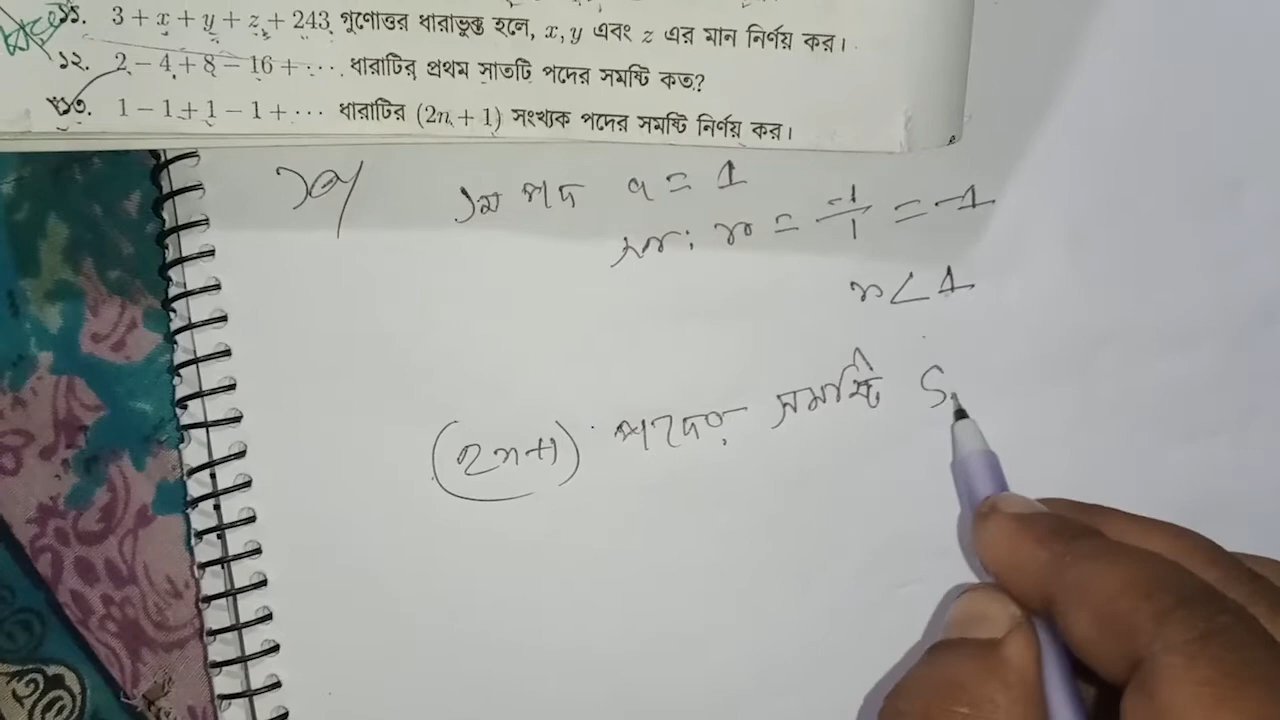 ১১. 3 + x + y + z + 243 গুণোত্তর ধারাভুক্ত হলে, x, y এবং z এর মান নির্ণয় কর।
১২. 2 − 4 + 8 − 16 + ⋯ ধারাটির প্রথম সাতটি পদের সমষ্টি কত?
১৩. 1 − 1 + 1 − 1 + ⋯ ধারাটির (2n + 1) সংখ্যক পদের সমষ্টি নির্ণয় কর।
১৩/ ১ম পদ a = 1
r = -1/1 = -1
r < 1
(2n+1) পদের সমষ্টি S